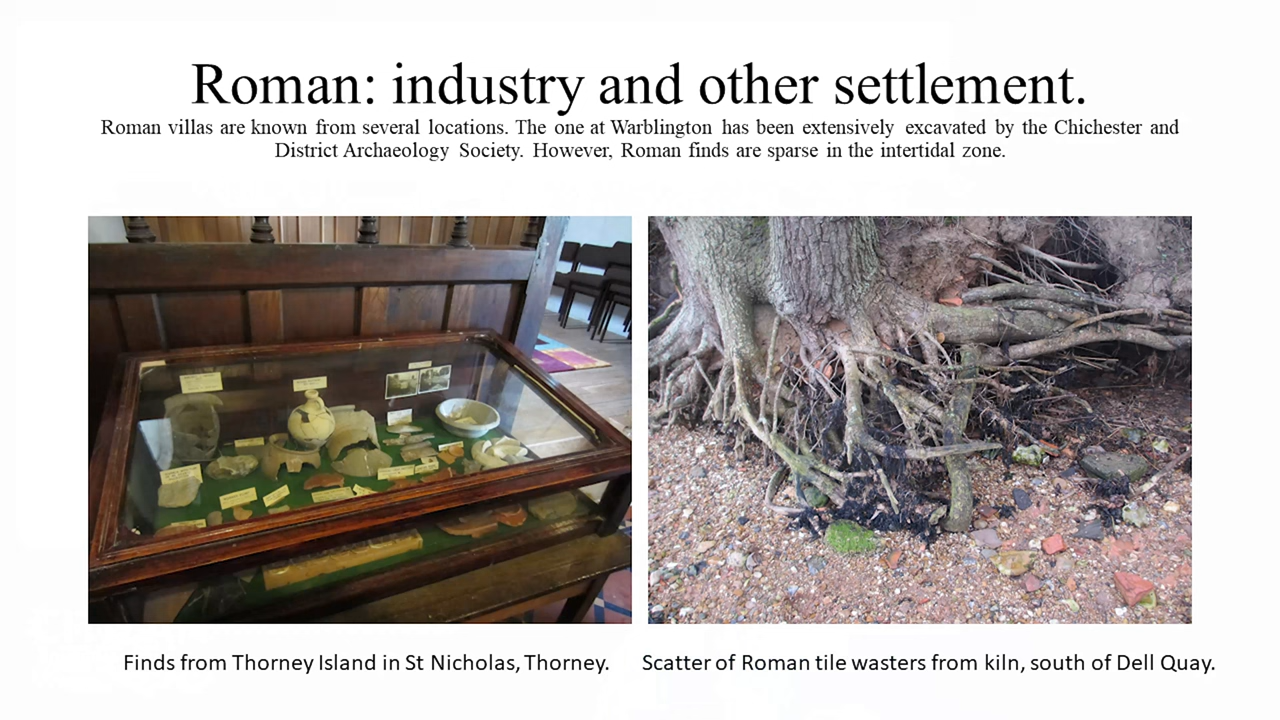 Roman: industry and other settlement.
Roman villas are known from several locations. The one at Warblington has been extensively excavated by the Chichester and
District Archaeology Society. However, Roman finds are sparse in the intertidal zone.
Finds from Thorney Island in St Nicholas, Thorney.
Scatter of Roman tile wasters from kiln, south of Dell Quay.